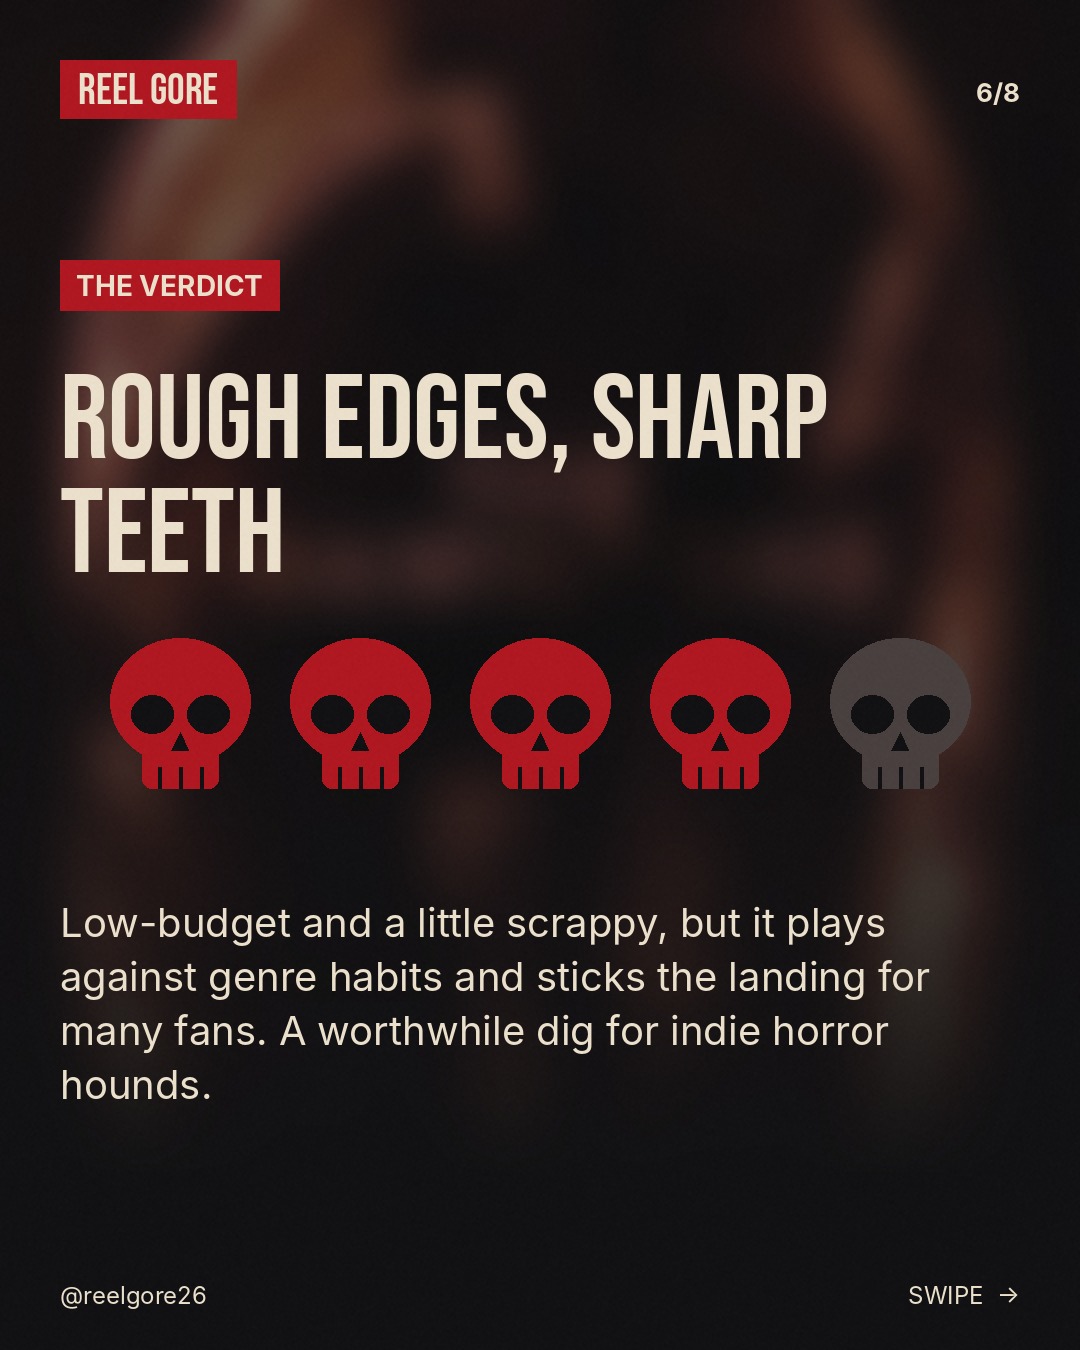 REEL GORE
6/8
THE VERDICT
ROUGH EDGES, SHARP
TEETH
Low-budget and a little scrappy, but it plays
against genre habits and sticks the landing for
many fans. A worthwhile dig for indie horror
hounds.
@reelgore26
SWIPE →